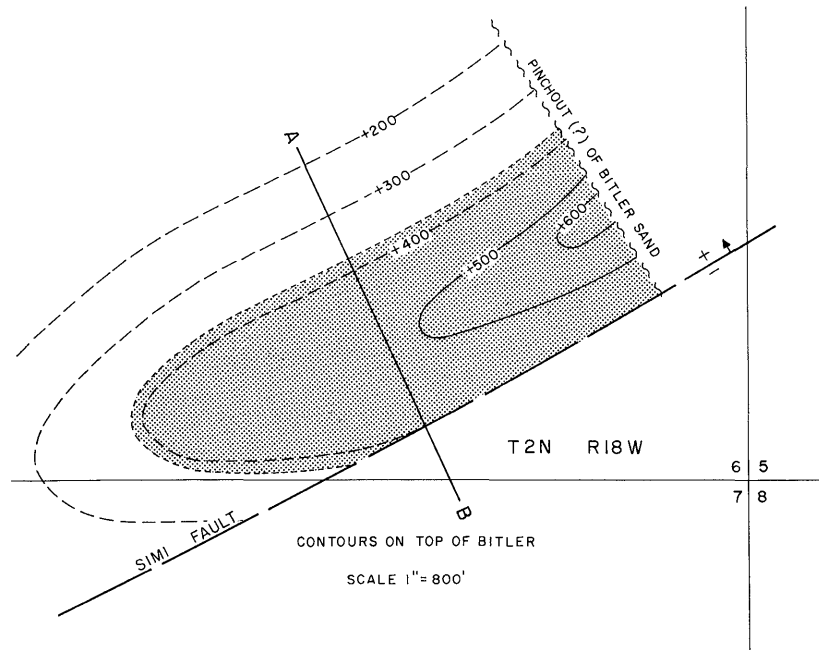 PINCHOUT (?) OF BITLER SAND
A
+200
+300
+400
+500
+600
+
-
T2N R18W
6 5
7 8
B
SIMI FAULT
CONTOURS ON TOP OF BITLER
SCALE 1"=800'